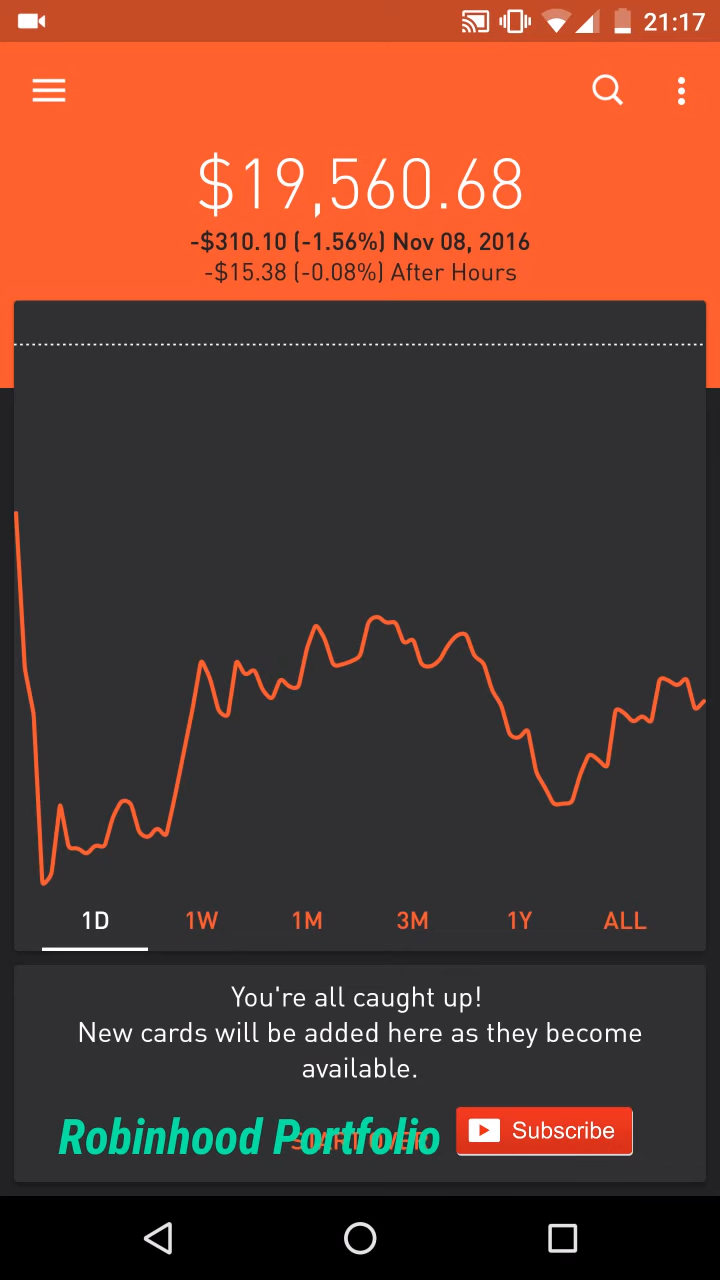 21:17
$19,560.68
-$310.10 (-1.56%) Nov 08, 2016
-$15.38 (-0.08%) After Hours
1D 1W 1M 3M 1Y ALL
You're all caught up!
New cards will be added here as they become
available.
START OVER
Robinhood Portfolio
Subscribe